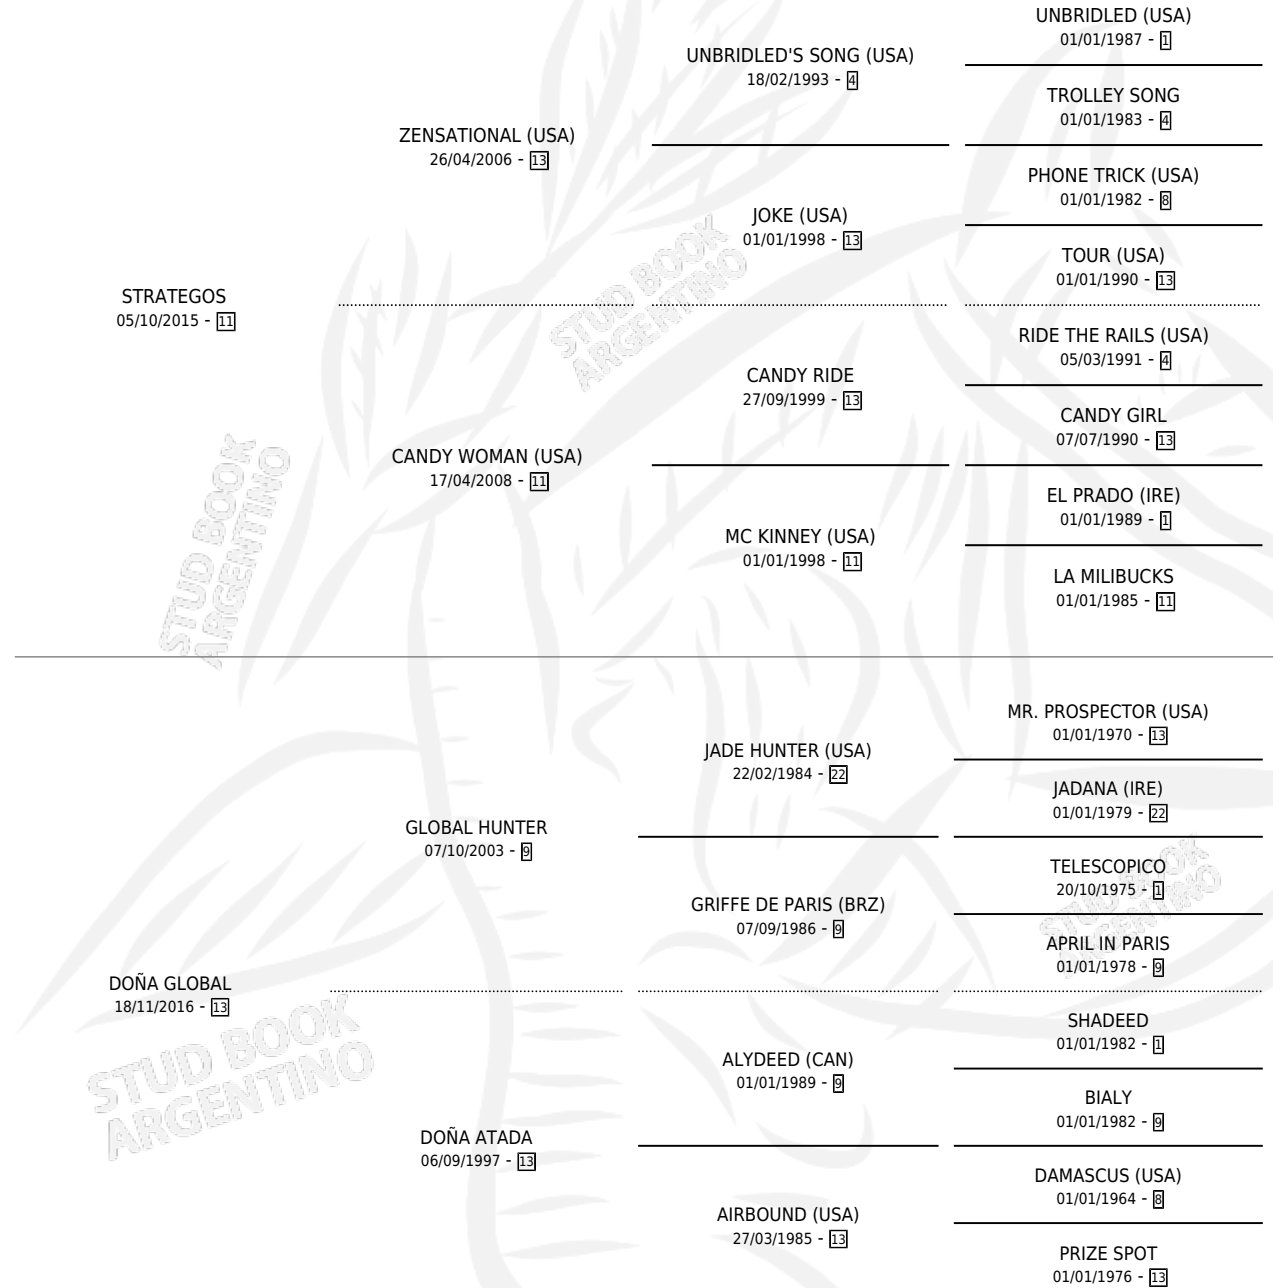 UNBRIDLED (USA)
01/01/1987 - 1
UNBRIDLED'S SONG (USA)
18/02/1993 - 4
TROLLEY SONG
01/01/1983 - 4
ZENSATIONAL (USA)
26/04/2006 - 13
PHONE TRICK (USA)
01/01/1982 - 8
JOKE (USA)
01/01/1998 - 13
TOUR (USA)
01/01/1990 - 13
STRATEGOS
05/10/2015 - 11
RIDE THE RAILS (USA)
05/03/1991 - 4
CANDY RIDE
27/09/1999 - 13
CANDY GIRL
07/07/1990 - 13
CANDY WOMAN (USA)
17/04/2008 - 11
EL PRADO (IRE)
01/01/1989 - 1
MC KINNEY (USA)
01/01/1998 - 11
LA MILIBUCKS
01/01/1985 - 11
STUD BOOK
ARGENTINO
STUD BOOK
ARGENTINO
MR. PROSPECTOR (USA)
01/01/1970 - 13
JADE HUNTER (USA)
22/02/1984 - 22
JADANA (IRE)
01/01/1979 - 22
GLOBAL HUNTER
07/10/2003 - 9
TELESCOPICO
20/10/1975 - 1
GRIFFE DE PARIS (BRZ)
07/09/1986 - 9
APRIL IN PARIS
01/01/1978 - 9
STUD BOOK
ARGENTINO
DOÑA GLOBAL
18/11/2016 - 13
SHADEED
01/01/1982 - 1
ALYDEED (CAN)
01/01/1989 - 9
BIALY
01/01/1982 - 9
STUD BOOK
ARGENTINO
DOÑA ATADA
06/09/1997 - 13
DAMASCUS (USA)
01/01/1964 - 8
AIRBOUND (USA)
27/03/1985 - 13
PRIZE SPOT
01/01/1976 - 13